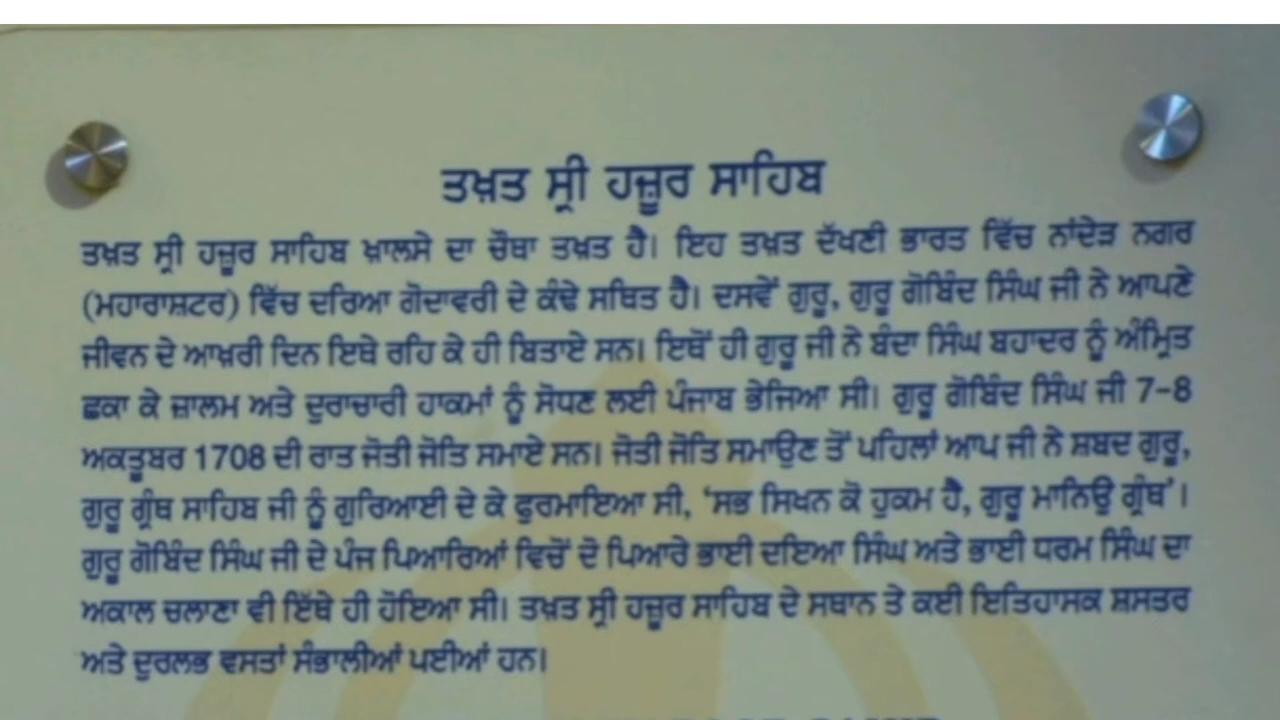 ਤਖ਼ਤ ਸ੍ਰੀ ਹਜ਼ੂਰ ਸਾਹਿਬ
ਤਖ਼ਤ ਸ੍ਰੀ ਹਜ਼ੂਰ ਸਾਹਿਬ ਖ਼ਾਲਸੇ ਦਾ ਚੌਥਾ ਤਖ਼ਤ ਹੈ। ਇਹ ਤਖ਼ਤ ਦੱਖਣੀ ਭਾਰਤ ਵਿੱਚ ਨਾਂਦੇੜ ਨਗਰ
(ਮਹਾਰਾਸ਼ਟਰ) ਵਿੱਚ ਦਰਿਆ ਗੋਦਾਵਰੀ ਦੇ ਕੰਢੇ ਸਥਿਤ ਹੈ। ਦਸਵੇਂ ਗੁਰੂ, ਗੁਰੂ ਗੋਬਿੰਦ ਸਿੰਘ ਜੀ ਨੇ ਆਪਣੇ
ਜੀਵਨ ਦੇ ਆਖ਼ਰੀ ਦਿਨ ਇਥੇ ਰਹਿ ਕੇ ਹੀ ਬਿਤਾਏ ਸਨ। ਇਥੋਂ ਹੀ ਗੁਰੂ ਜੀ ਨੇ ਬੰਦਾ ਸਿੰਘ ਬਹਾਦਰ ਨੂੰ ਅੰਮ੍ਰਿਤ
ਛਕਾ ਕੇ ਜ਼ਾਲਮ ਅਤੇ ਦੁਰਾਚਾਰੀ ਹਾਕਮਾਂ ਨੂੰ ਸੋਧਣ ਲਈ ਪੰਜਾਬ ਭੇਜਿਆ ਸੀ। ਗੁਰੂ ਗੋਬਿੰਦ ਸਿੰਘ ਜੀ 7-8
ਅਕਤੂਬਰ 1708 ਦੀ ਰਾਤ ਜੋਤੀ ਜੋਤਿ ਸਮਾਏ ਸਨ। ਜੋਤੀ ਜੋਤਿ ਸਮਾਉਣ ਤੋਂ ਪਹਿਲਾਂ ਆਪ ਜੀ ਨੇ ਸ਼ਬਦ ਗੁਰੂ,
ਗੁਰੂ ਗ੍ਰੰਥ ਸਾਹਿਬ ਜੀ ਨੂੰ ਗੁਰਿਆਈ ਦੇ ਕੇ ਫੁਰਮਾਇਆ ਸੀ, ‘ਸਭ ਸਿਖਨ ਕੋ ਹੁਕਮ ਹੈ, ਗੁਰੂ ਮਾਨਿਉ ਗ੍ਰੰਥ’।
ਗੁਰੂ ਗੋਬਿੰਦ ਸਿੰਘ ਜੀ ਦੇ ਪੰਜ ਪਿਆਰਿਆਂ ਵਿਚੋਂ ਦੋ ਪਿਆਰੇ ਭਾਈ ਦਇਆ ਸਿੰਘ ਅਤੇ ਭਾਈ ਧਰਮ ਸਿੰਘ ਦਾ
ਅਕਾਲ ਚਲਾਣਾ ਵੀ ਇੱਥੇ ਹੀ ਹੋਇਆ ਸੀ। ਤਖ਼ਤ ਸ੍ਰੀ ਹਜ਼ੂਰ ਸਾਹਿਬ ਦੇ ਸਥਾਨ ਤੇ ਕਈ ਇਤਿਹਾਸਕ ਸ਼ਸਤਰ
ਅਤੇ ਦੁਰਲਭ ਵਸਤਾਂ ਸੰਭਾਲੀਆਂ ਪਈਆਂ ਹਨ।